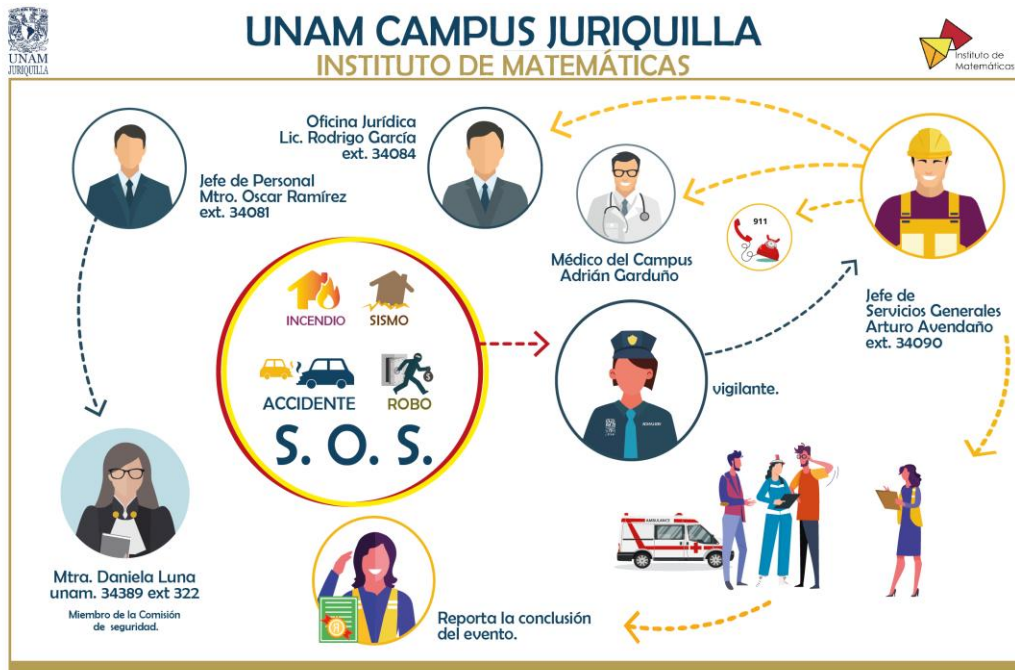 UNAM
JURIQUILLA
UNAM CAMPUS JURIQUILLA
INSTITUTO DE MATEMÁTICAS
Instituto de
Matemáticas
Oficina Jurídica
Lic. Rodrigo García
ext. 34084
Jefe de Personal
Mtro. Oscar Ramírez
ext. 34081
911
Médico del Campus
Adrián Garduño
Jefe de
Servicios Generales
Arturo Avendaño
ext. 34090
INCENDIO
SISMO
ACCIDENTE
ROBO
S. O. S.
vigilante.
Mtra. Daniela Luna
unam. 34389 ext 322
Miembro de la Comisión
de seguridad.
AMBULANCE
Reporta la conclusión
del evento.